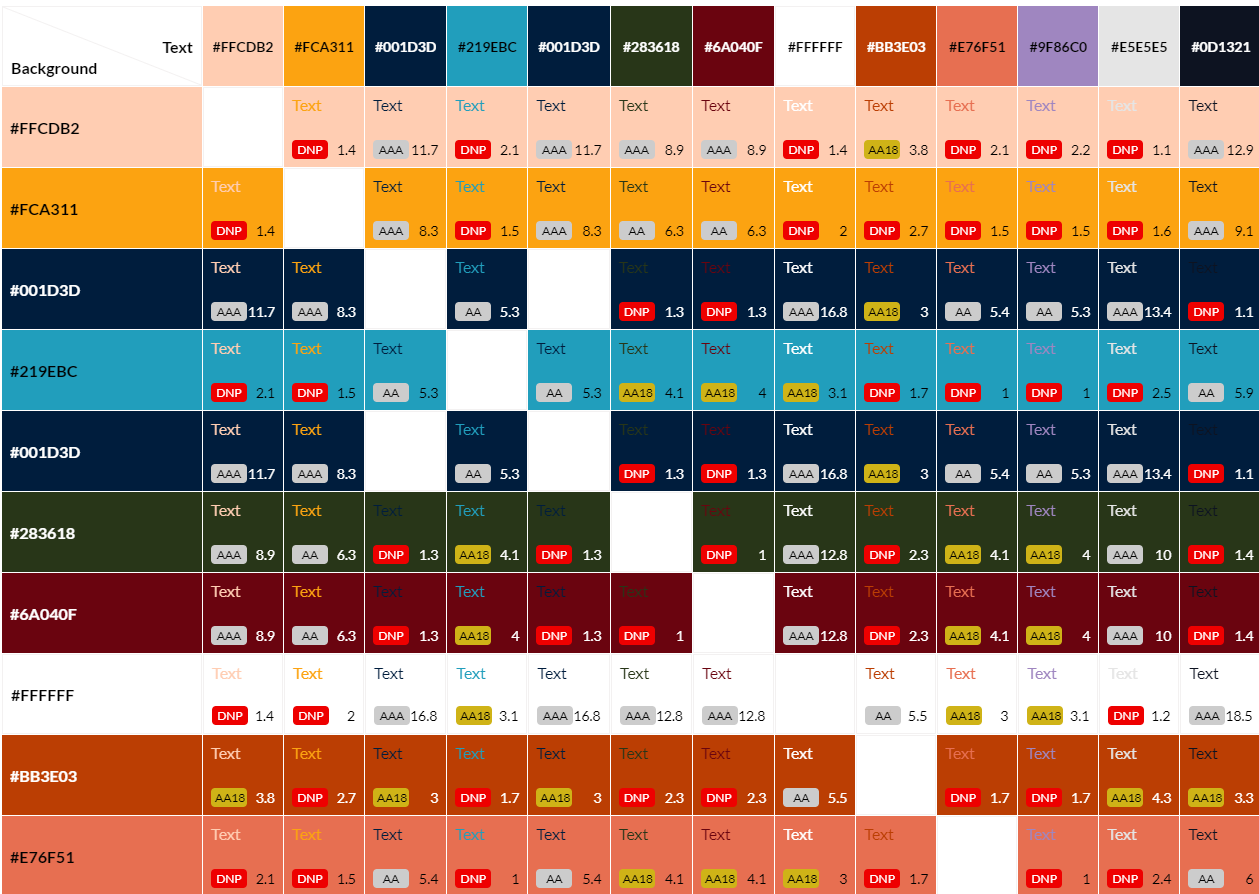 Text
Background
#FFCDB2 #FCA311 #001D3D #219EBC #001D3D #283618 #6A040F #FFFFFF #BB3E03 #E76F51 #9F86C0 #E5E5E5 #0D1321
#FFCDB2
Text Text Text Text Text Text Text Text Text Text Text Text
DNP 1.4 AAA 11.7 DNP 2.1 AAA 11.7 AAA 8.9 AAA 8.9 DNP 1.4 AA18 3.8 DNP 2.1 DNP 2.2 DNP 1.1 AAA 12.9
#FCA311
Text Text Text Text Text Text Text Text Text Text Text Text
DNP 1.4 AAA 8.3 DNP 1.5 AAA 8.3 AA 6.3 AA 6.3 DNP 2 DNP 2.7 DNP 1.5 DNP 1.5 DNP 1.6 AAA 9.1
#001D3D
Text Text Text Text Text Text Text Text Text Text Text
AAA 11.7 AAA 8.3 AA 5.3 DNP 1.3 DNP 1.3 AAA 16.8 AA18 3 AA 5.4 AA 5.3 AAA 13.4 DNP 1.1
#219EBC
Text Text Text Text Text Text Text Text Text Text Text Text
DNP 2.1 DNP 1.5 AA 5.3 AA 5.3 AA18 4.1 AA18 4 AA18 3.1 DNP 1.7 DNP 1 DNP 1 DNP 2.5 AA 5.9
#001D3D
Text Text Text Text Text Text Text Text Text Text Text
AAA 11.7 AAA 8.3 AA 5.3 DNP 1.3 DNP 1.3 AAA 16.8 AA18 3 AA 5.4 AA 5.3 AAA 13.4 DNP 1.1
#283618
Text Text Text Text Text Text Text Text Text Text Text Text
AAA 8.9 AA 6.3 DNP 1.3 AA18 4.1 DNP 1.3 DNP 1 AAA 12.8 DNP 2.3 AA18 4.1 AA18 4 AAA 10 DNP 1.4
#6A040F
Text Text Text Text Text Text Text Text Text Text Text Text
AAA 8.9 AA 6.3 DNP 1.3 AA18 4 DNP 1.3 DNP 1 AAA 12.8 DNP 2.3 AA18 4.1 AA18 4 AAA 10 DNP 1.4
#FFFFFF
Text Text Text Text Text Text Text Text Text Text Text Text
DNP 1.4 DNP 2 AAA 16.8 AA18 3.1 AAA 16.8 AAA 12.8 AAA 12.8 AA 5.5 AA18 3 AA18 3.1 DNP 1.2 AAA 18.5
#BB3E03
Text Text Text Text Text Text Text Text Text Text Text Text
AA18 3.8 DNP 2.7 AA18 3 DNP 1.7 AA18 3 DNP 2.3 DNP 2.3 AA 5.5 DNP 1.7 DNP 1.7 AA18 4.3 AA18 3.3
#E76F51
Text Text Text Text Text Text Text Text Text Text Text Text
DNP 2.1 DNP 1.5 AA 5.4 DNP 1 AA 5.4 AA18 4.1 AA18 4.1 AA18 3 DNP 1.7 DNP 1 DNP 2.4 AA 6